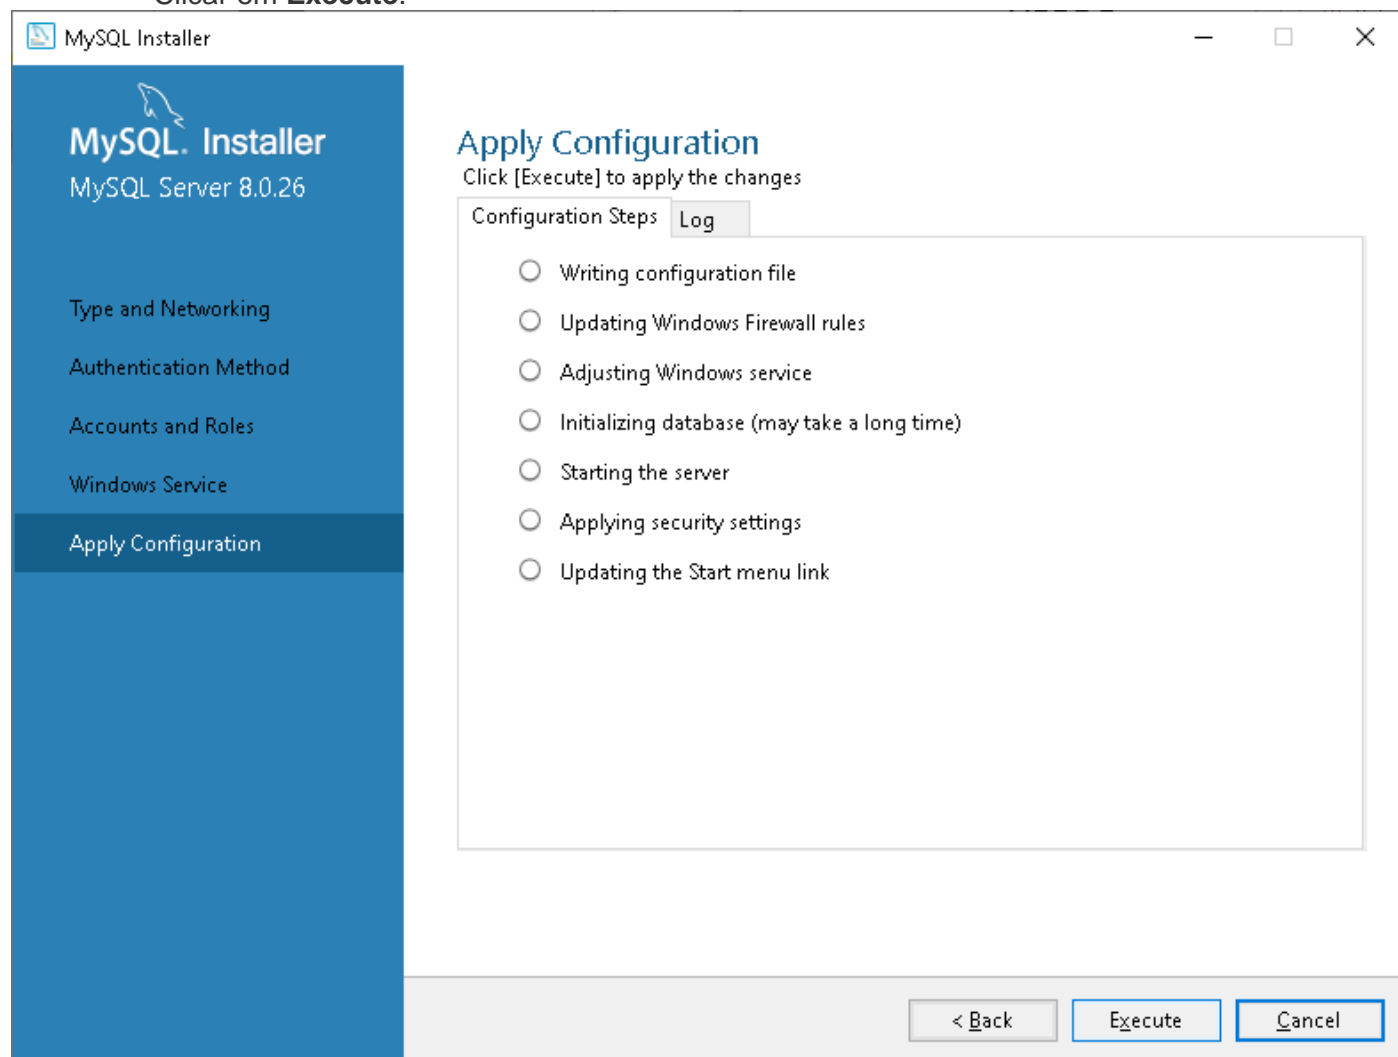 Clicar em Execute.
MySQL Installer
MySQL. Installer
MySQL Server 8.0.26
Type and Networking
Authentication Method
Accounts and Roles
Windows Service
Apply Configuration
Apply Configuration
Click [Execute] to apply the changes
Configuration Steps Log
Writing configuration file
Updating Windows Firewall rules
Adjusting Windows service
Initializing database (may take a long time)
Starting the server
Applying security settings
Updating the Start menu link
< Back Execute Cancel